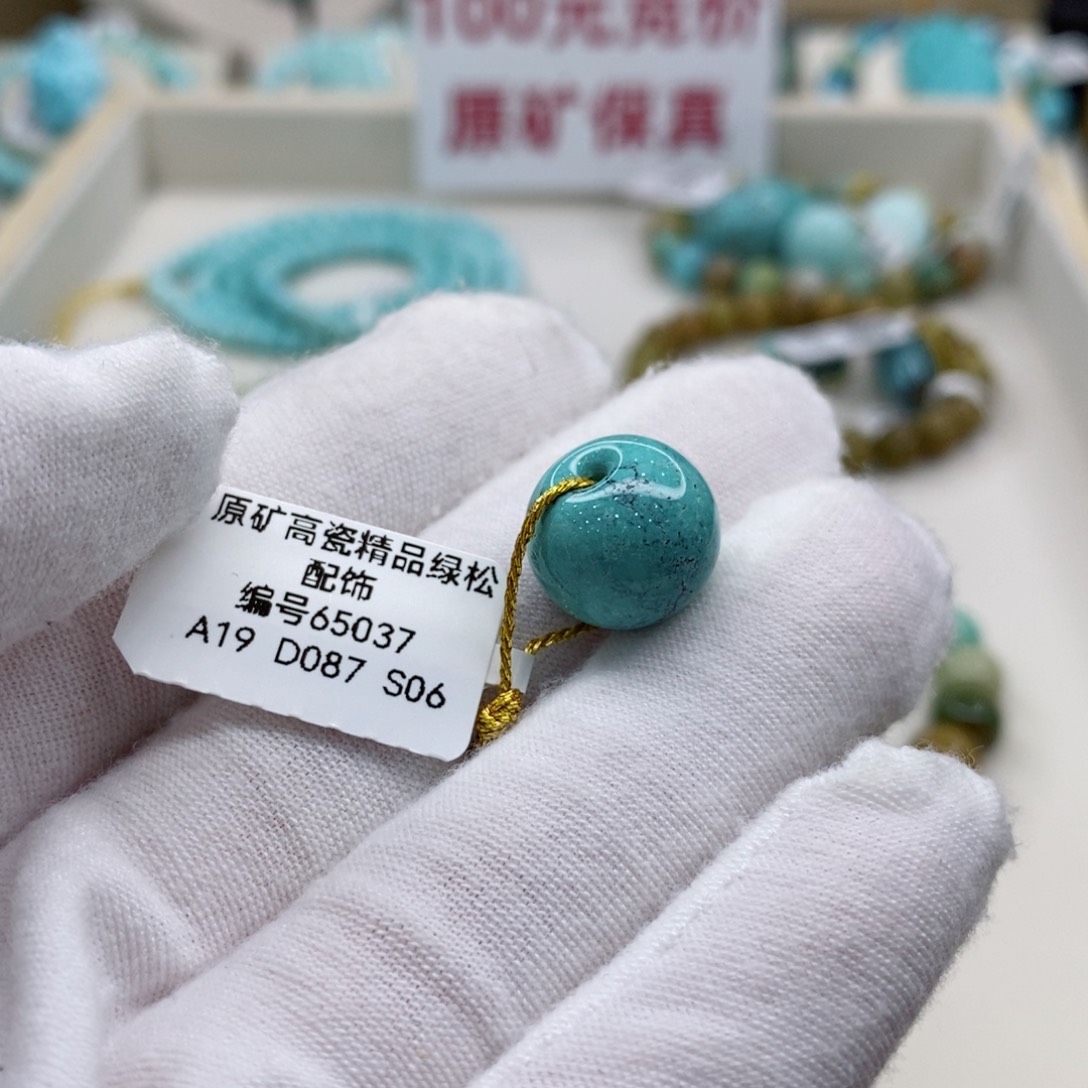 原矿保真
原矿高瓷精品绿松
配饰
编号65037
A19 D087 S06